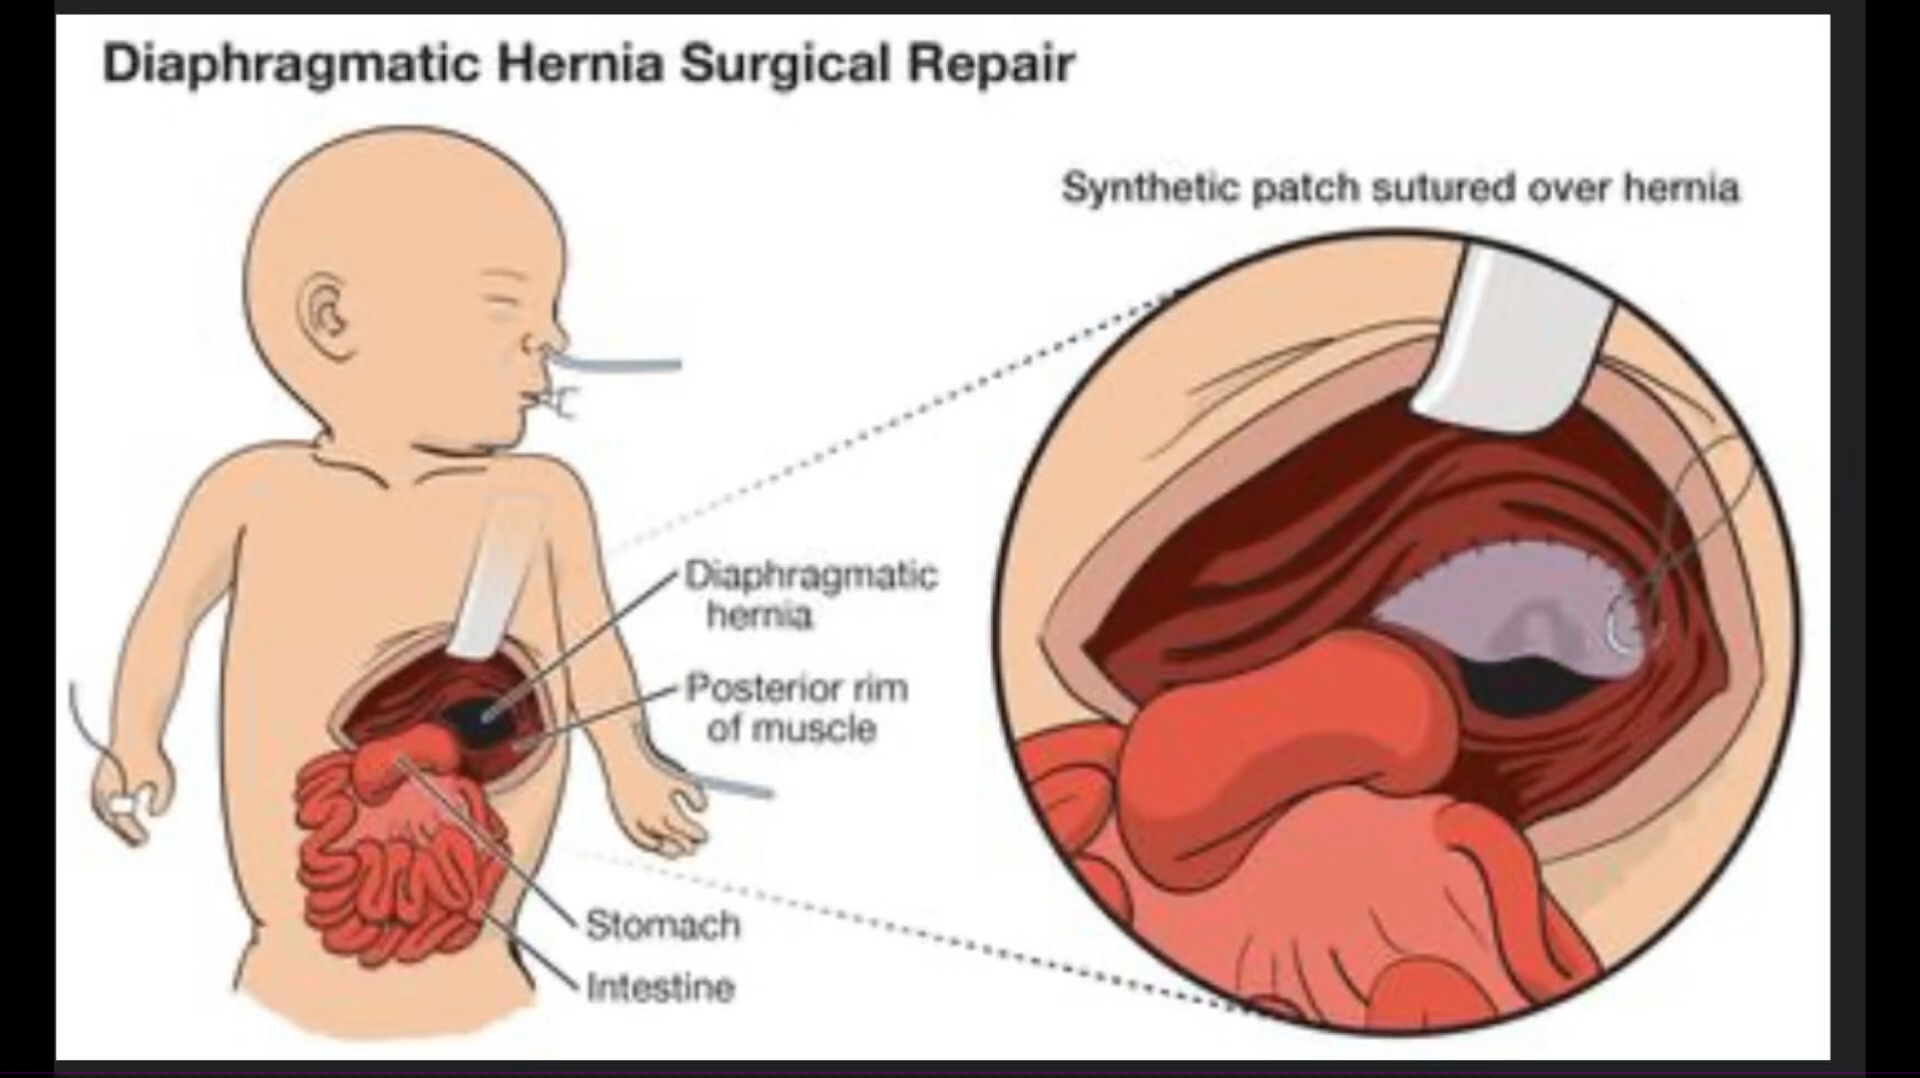 Diaphragmatic Hernia Surgical Repair
Synthetic patch sutured over hernia
Diaphragmatic
hernia
Posterior rim
of muscle
Stomach
Intestine